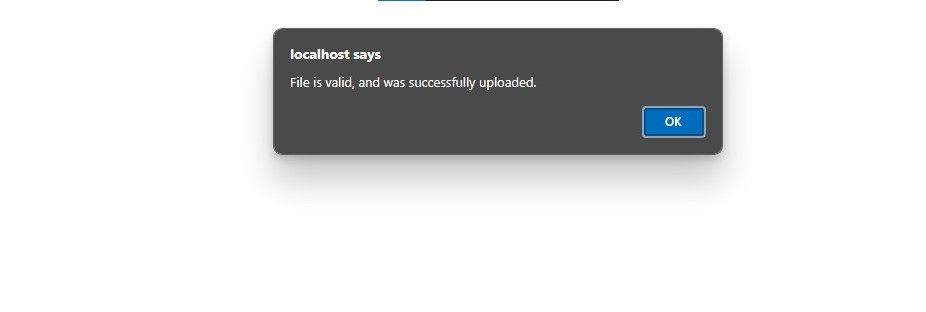 localhost says
File is valid, and was successfully uploaded.
OK